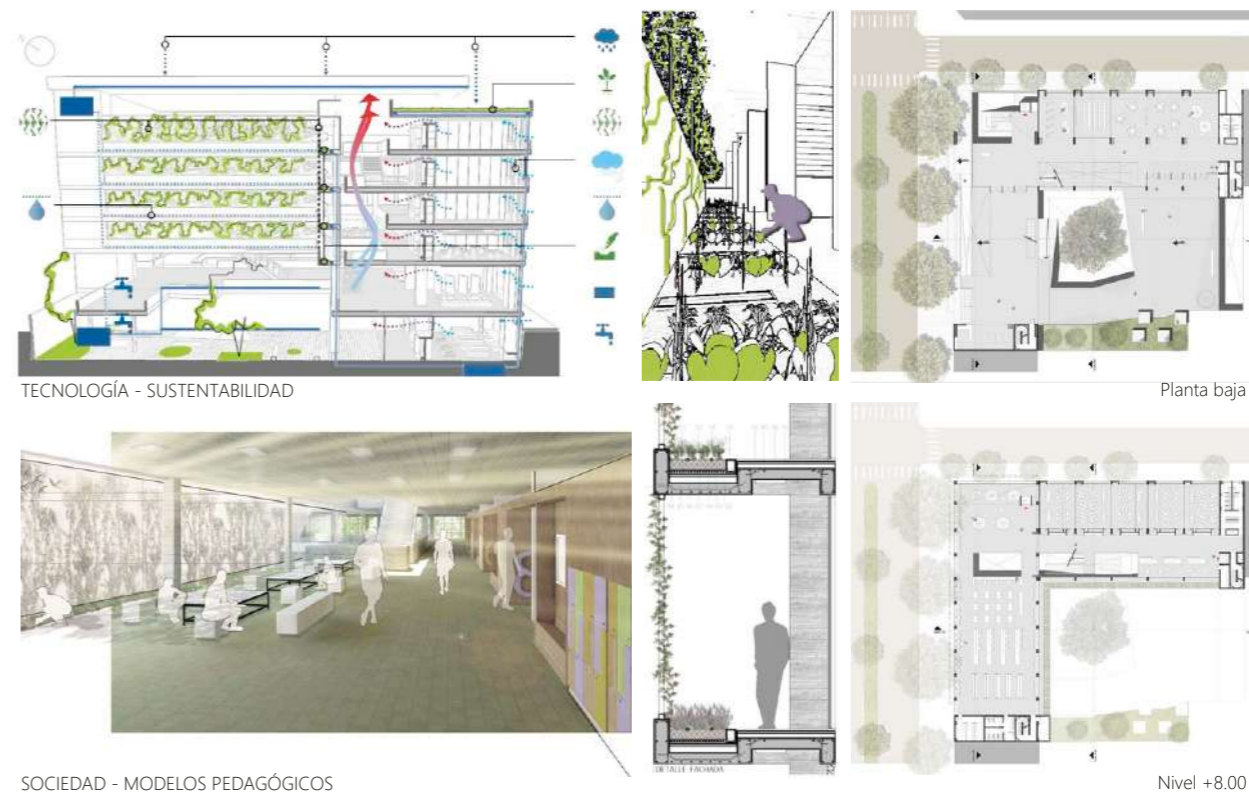 TECNOLOGÍA - SUSTENTABILIDAD
Planta baja
DETALLE FACHADA
SOCIEDAD - MODELOS PEDAGÓGICOS
Nivel +8.00